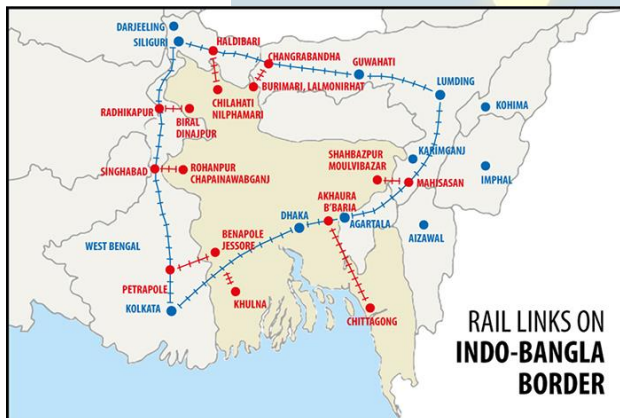 DARJEELING
SILIGURI
HALDIBARI
CHANGRABANDHA
GUWAHATI
LUMDING
BURIMARI, LALMONIRHAT
CHILAHATI
NILPHAMARI
KOHIMA
RADHIKAPUR
BIRAL
DINAJPUR
SHAHBAZPUR
MOULVIBAZAR
KARIMGANJ
SINGHABAD
ROHANPUR
CHAPAINAWABGANJ
MAHISASAN
IMPHAL
AKHAURA
B'BARIA
DHAKA
AGARTALA
AIZAWAL
WEST BENGAL
BENAPOLE
JESSORE
PETRAPOLE
KOLKATA
KHULNA
CHITTAGONG
RAIL LINKS ON
INDO-BANGLA
BORDER